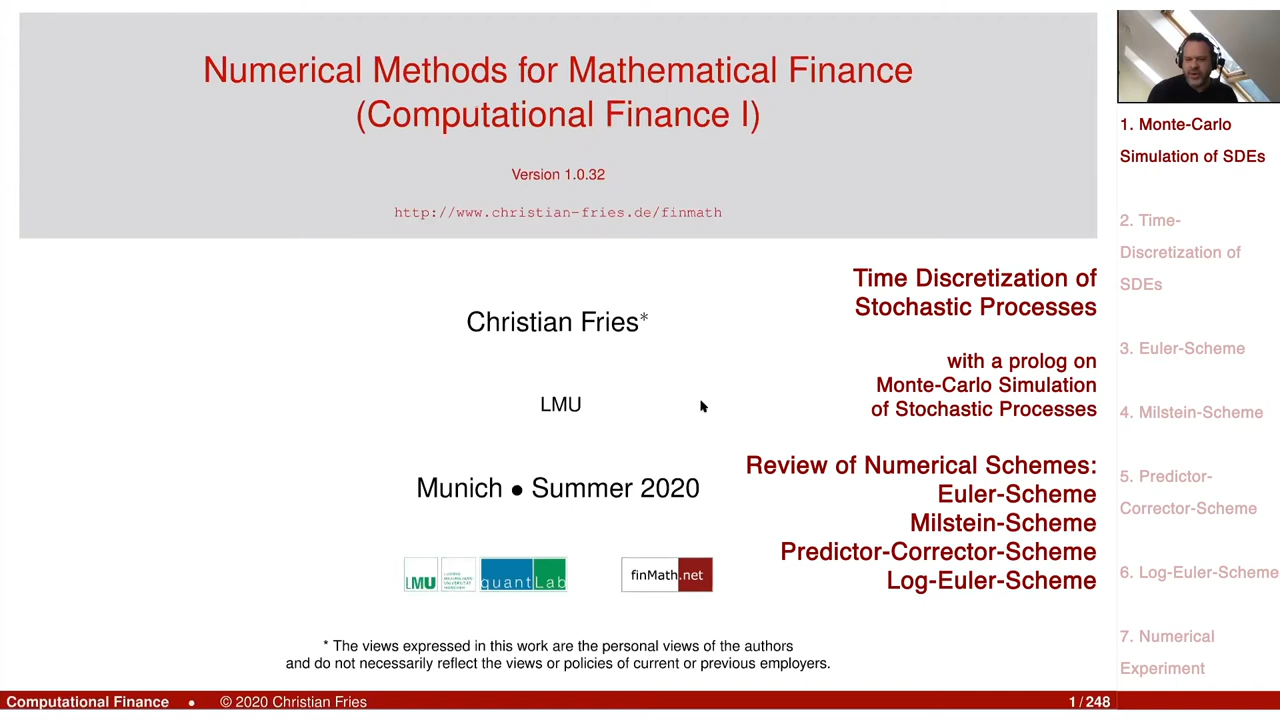 Numerical Methods for Mathematical Finance
(Computational Finance I)
Version 1.0.32
http://www.christian-fries.de/finmath
Christian Fries*
LMU
Munich • Summer 2020
Time Discretization of
Stochastic Processes
with a prolog on
Monte-Carlo Simulation
of Stochastic Processes
Review of Numerical Schemes:
Euler-Scheme
Milstein-Scheme
Predictor-Corrector-Scheme
Log-Euler-Scheme
LMU
LUDWIG
MAXIMILIANS
UNIVERSITÄT
MÜNCHEN
quantLab
finMath.net
* The views expressed in this work are the personal views of the authors
and do not necessarily reflect the views or policies of current or previous employers.
1. Monte-Carlo
Simulation of SDEs
2. Time-
Discretization of
SDEs
3. Euler-Scheme
4. Milstein-Scheme
5. Predictor-
Corrector-Scheme
6. Log-Euler-Scheme
7. Numerical
Experiment
Computational Finance • © 2020 Christian Fries
1 / 248